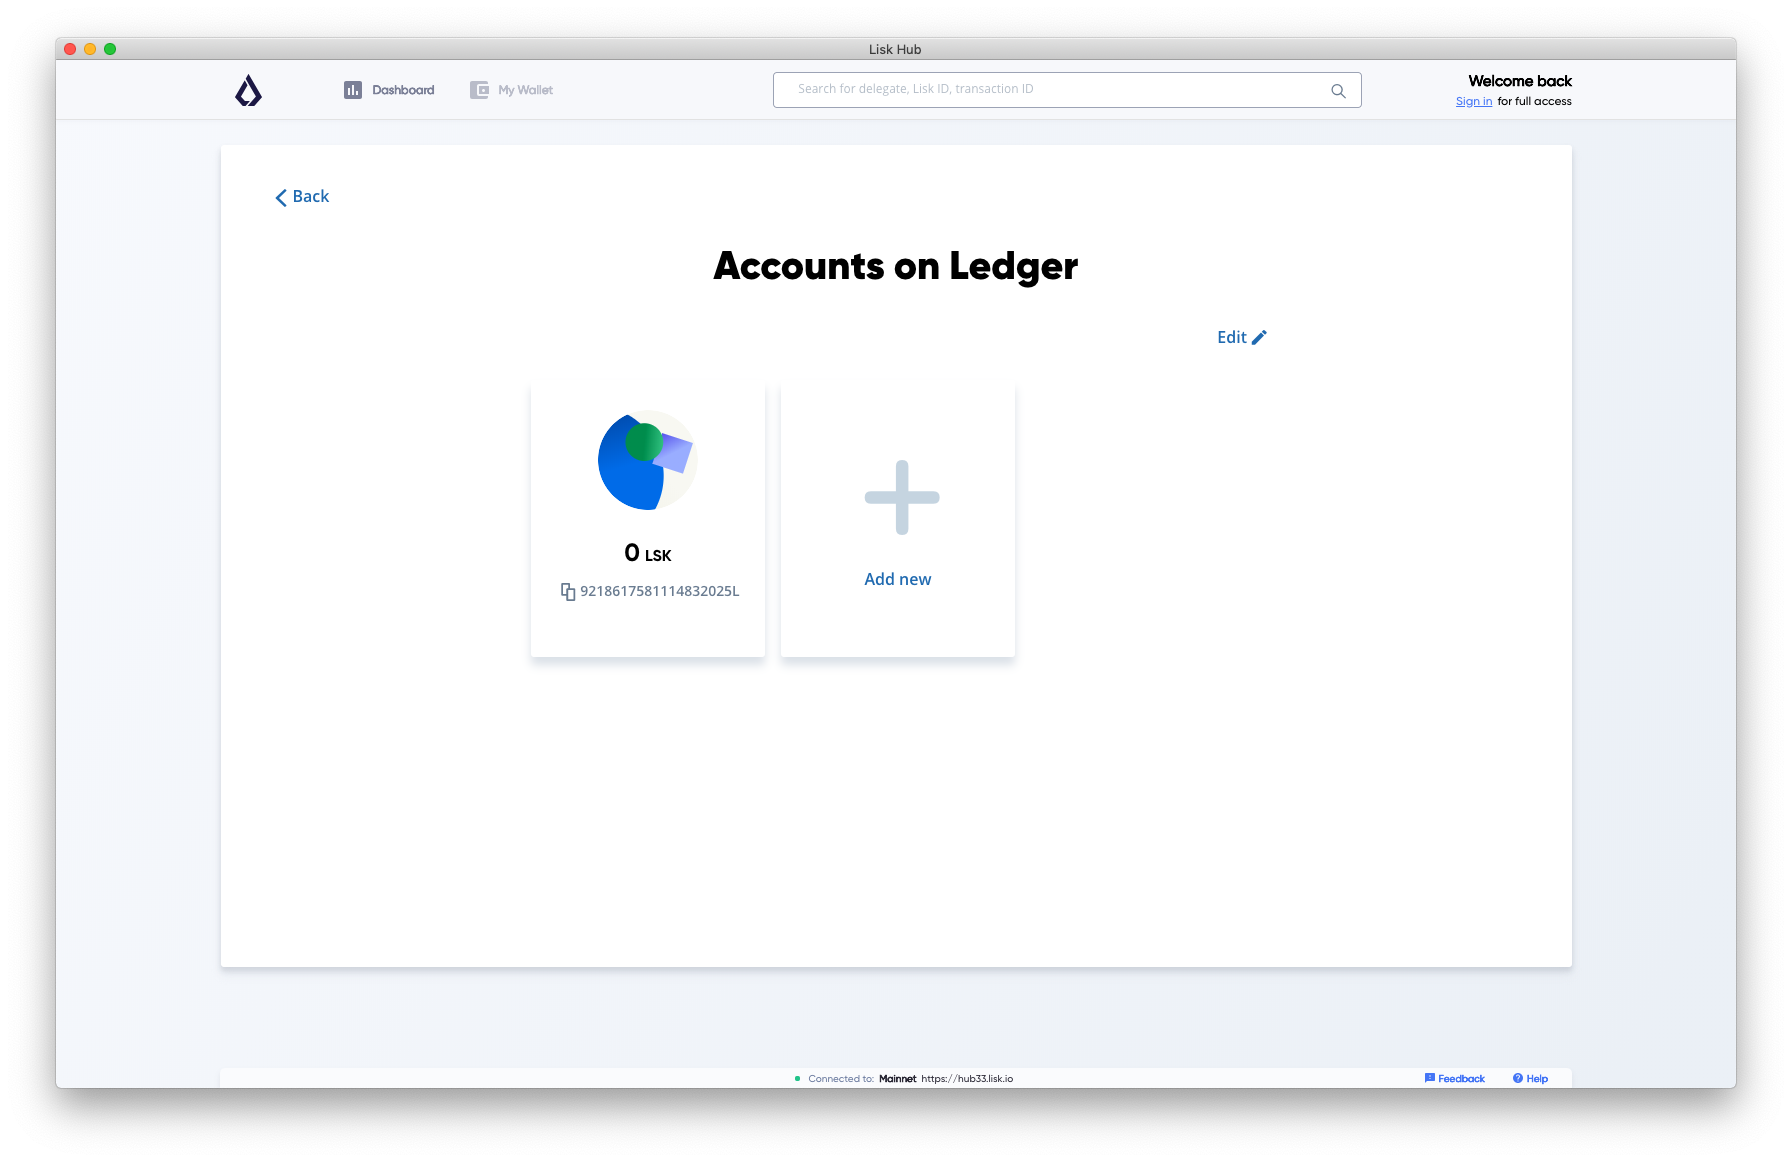 Lisk Hub
Dashboard
My Wallet
Search for delegate, Lisk ID, transaction ID
Welcome back
Sign in for full access
Back
Accounts on Ledger
Edit
0 LSK
9218617581114832025L
Add new
Connected to: Mainnet https://hub33.lisk.io
Feedback
Help